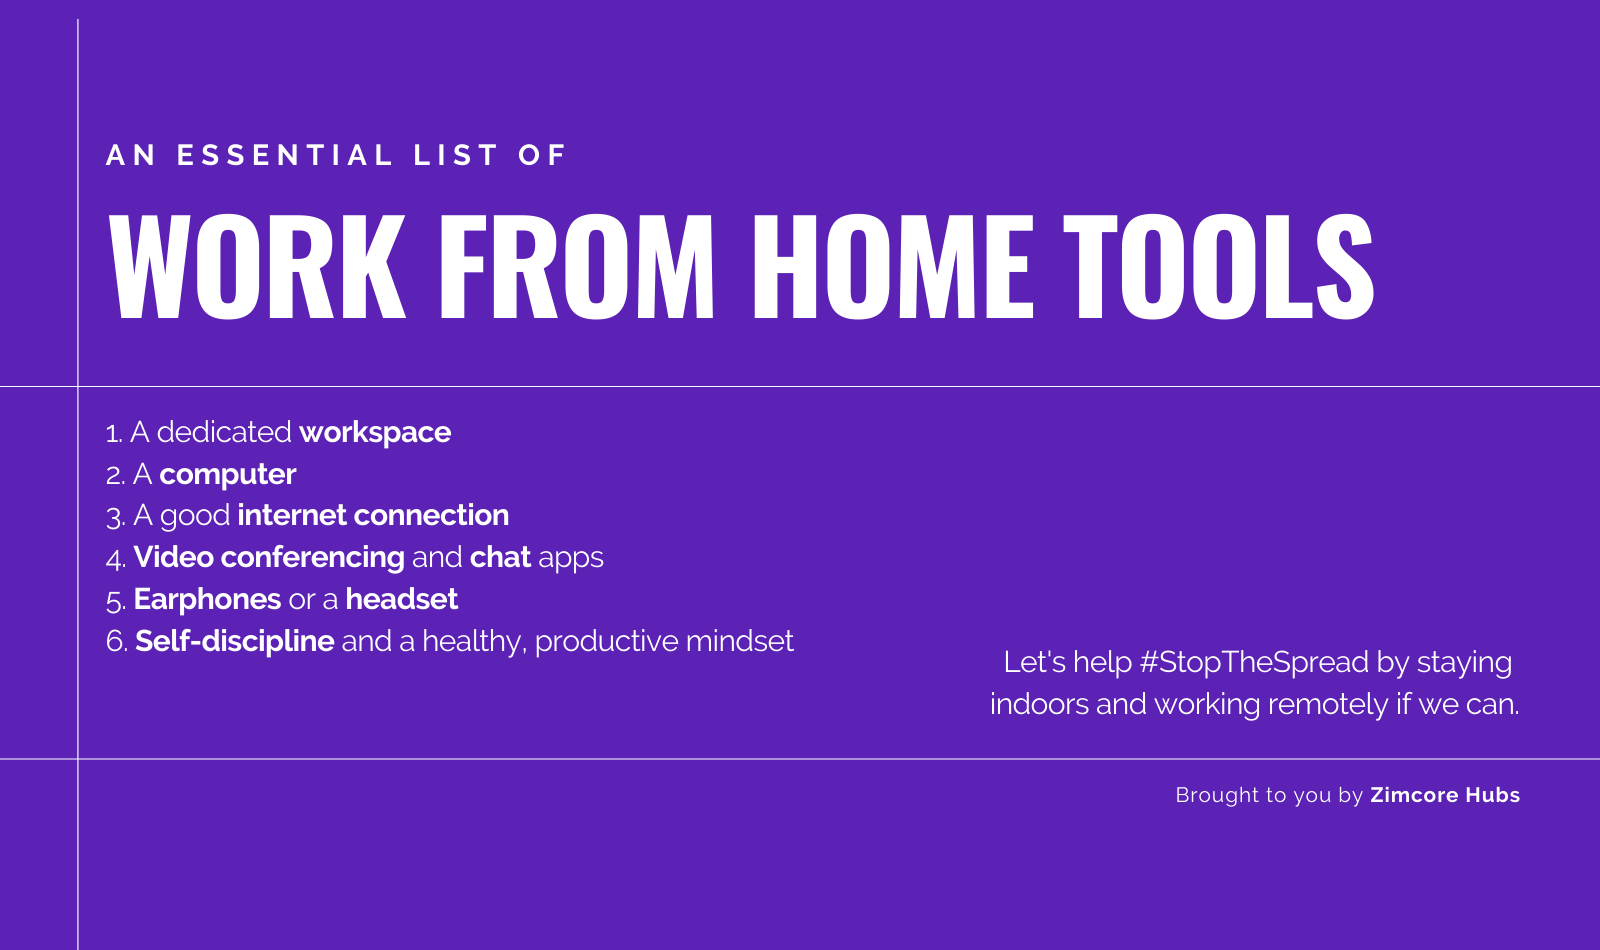 AN ESSENTIAL LIST OF
WORK FROM HOME TOOLS
1. A dedicated workspace
2. A computer
3. A good internet connection
4. Video conferencing and chat apps
5. Earphones or a headset
6. Self-discipline and a healthy, productive mindset
Let's help #StopTheSpread by staying
indoors and working remotely if we can.
Brought to you by Zimcore Hubs